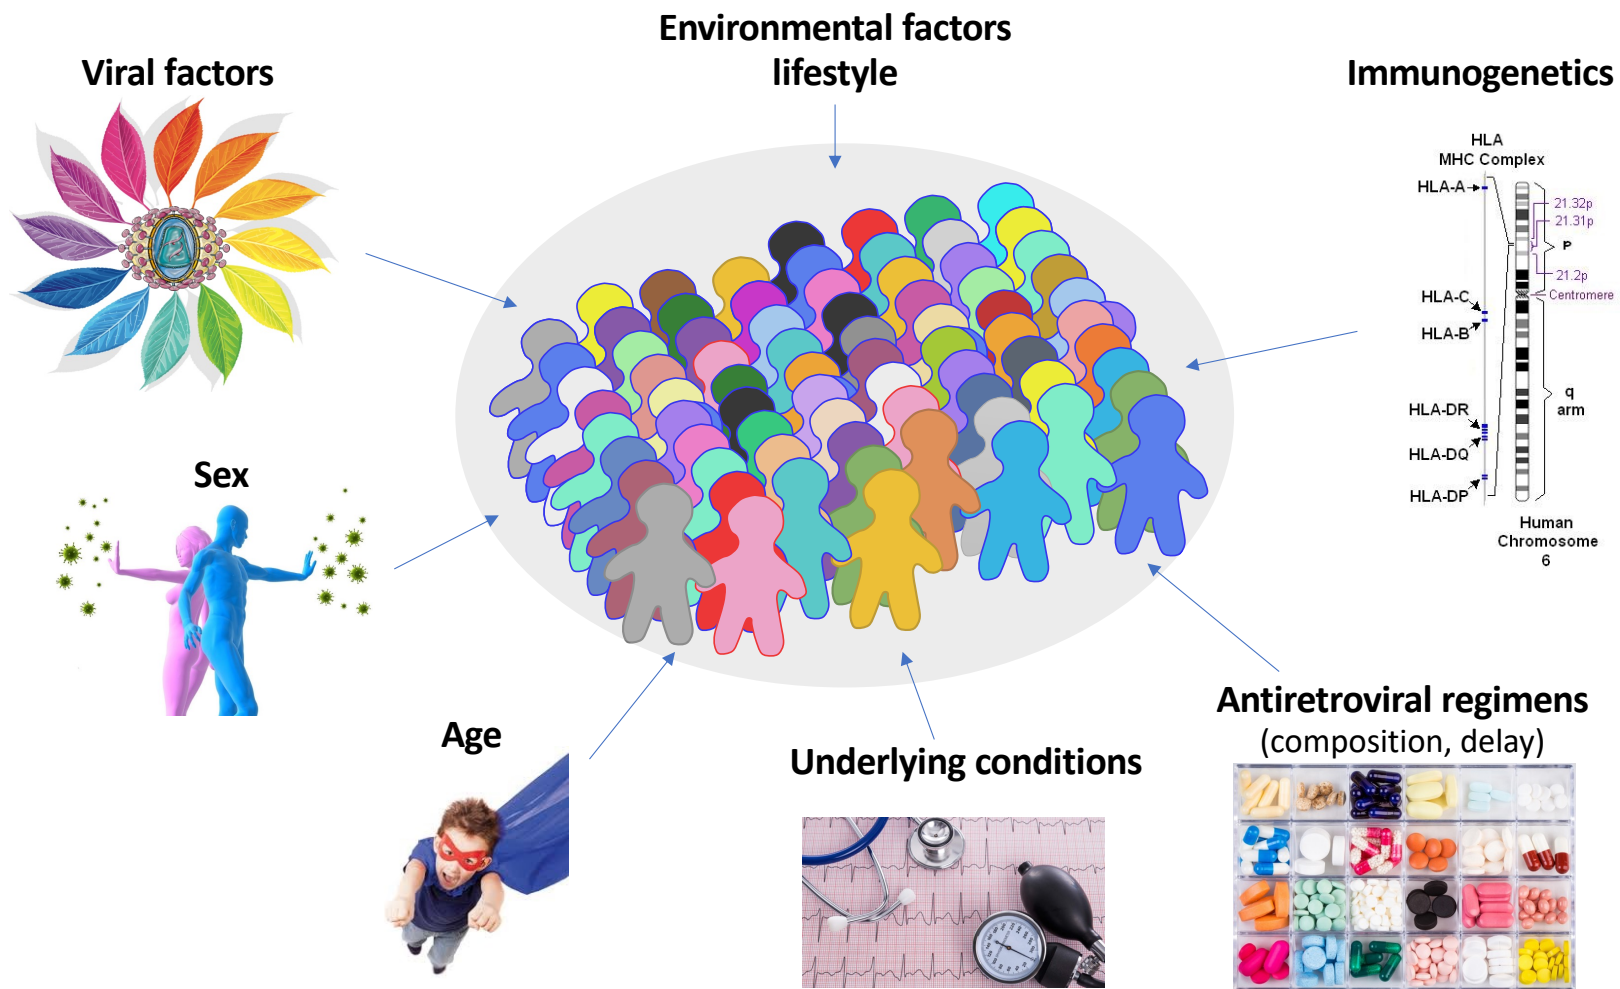 Environmental factors
lifestyle
Viral factors
Immunogenetics
HLA
MHC Complex
HLA-A
21.32p
21.31p
P
21.2p
Centromere
HLA-C
HLA-B
q
arm
HLA-DR
HLA-DQ
HLA-DP
Human
Chromosome
6
Sex
Age
Underlying conditions
Antiretroviral regimens
(composition, delay)